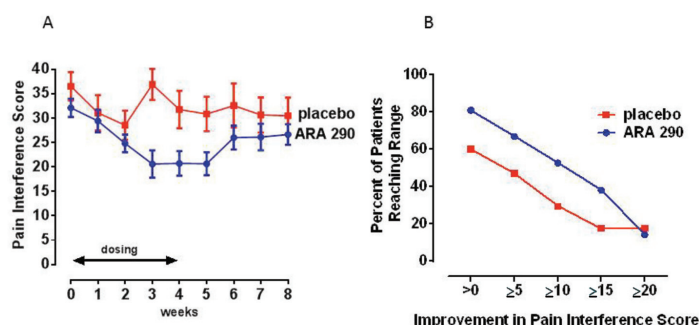 A
Pain Interference Score
40
35
30
25
20
15
10
5
0
placebo
ARA 290
dosing
0 1 2 3 4 5 6 7 8
weeks
B
Percent of Patients
Reaching Range
100
80
60
40
20
0
placebo
ARA 290
>0 ≥5 ≥10 ≥15 ≥20
Improvement in Pain Interference Score